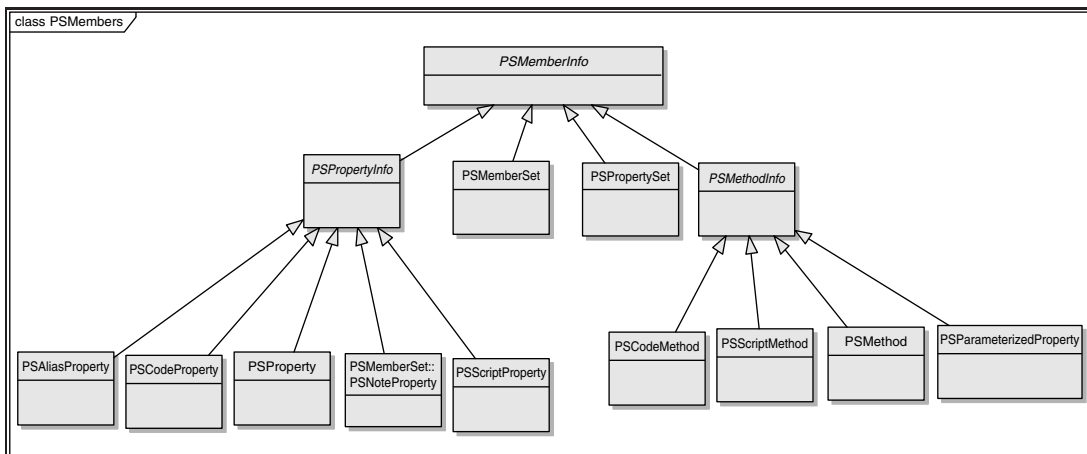 class PSMembers
PSMemberInfo
PSPropertyInfo
PSMemberSet
PSPropertySet
PSMethodInfo
PSAliasProperty
PSCodeProperty
PSProperty
PSMemberSet::
PSNoteProperty
PSScriptProperty
PSCodeMethod
PSScriptMethod
PSMethod
PSParameterizedProperty